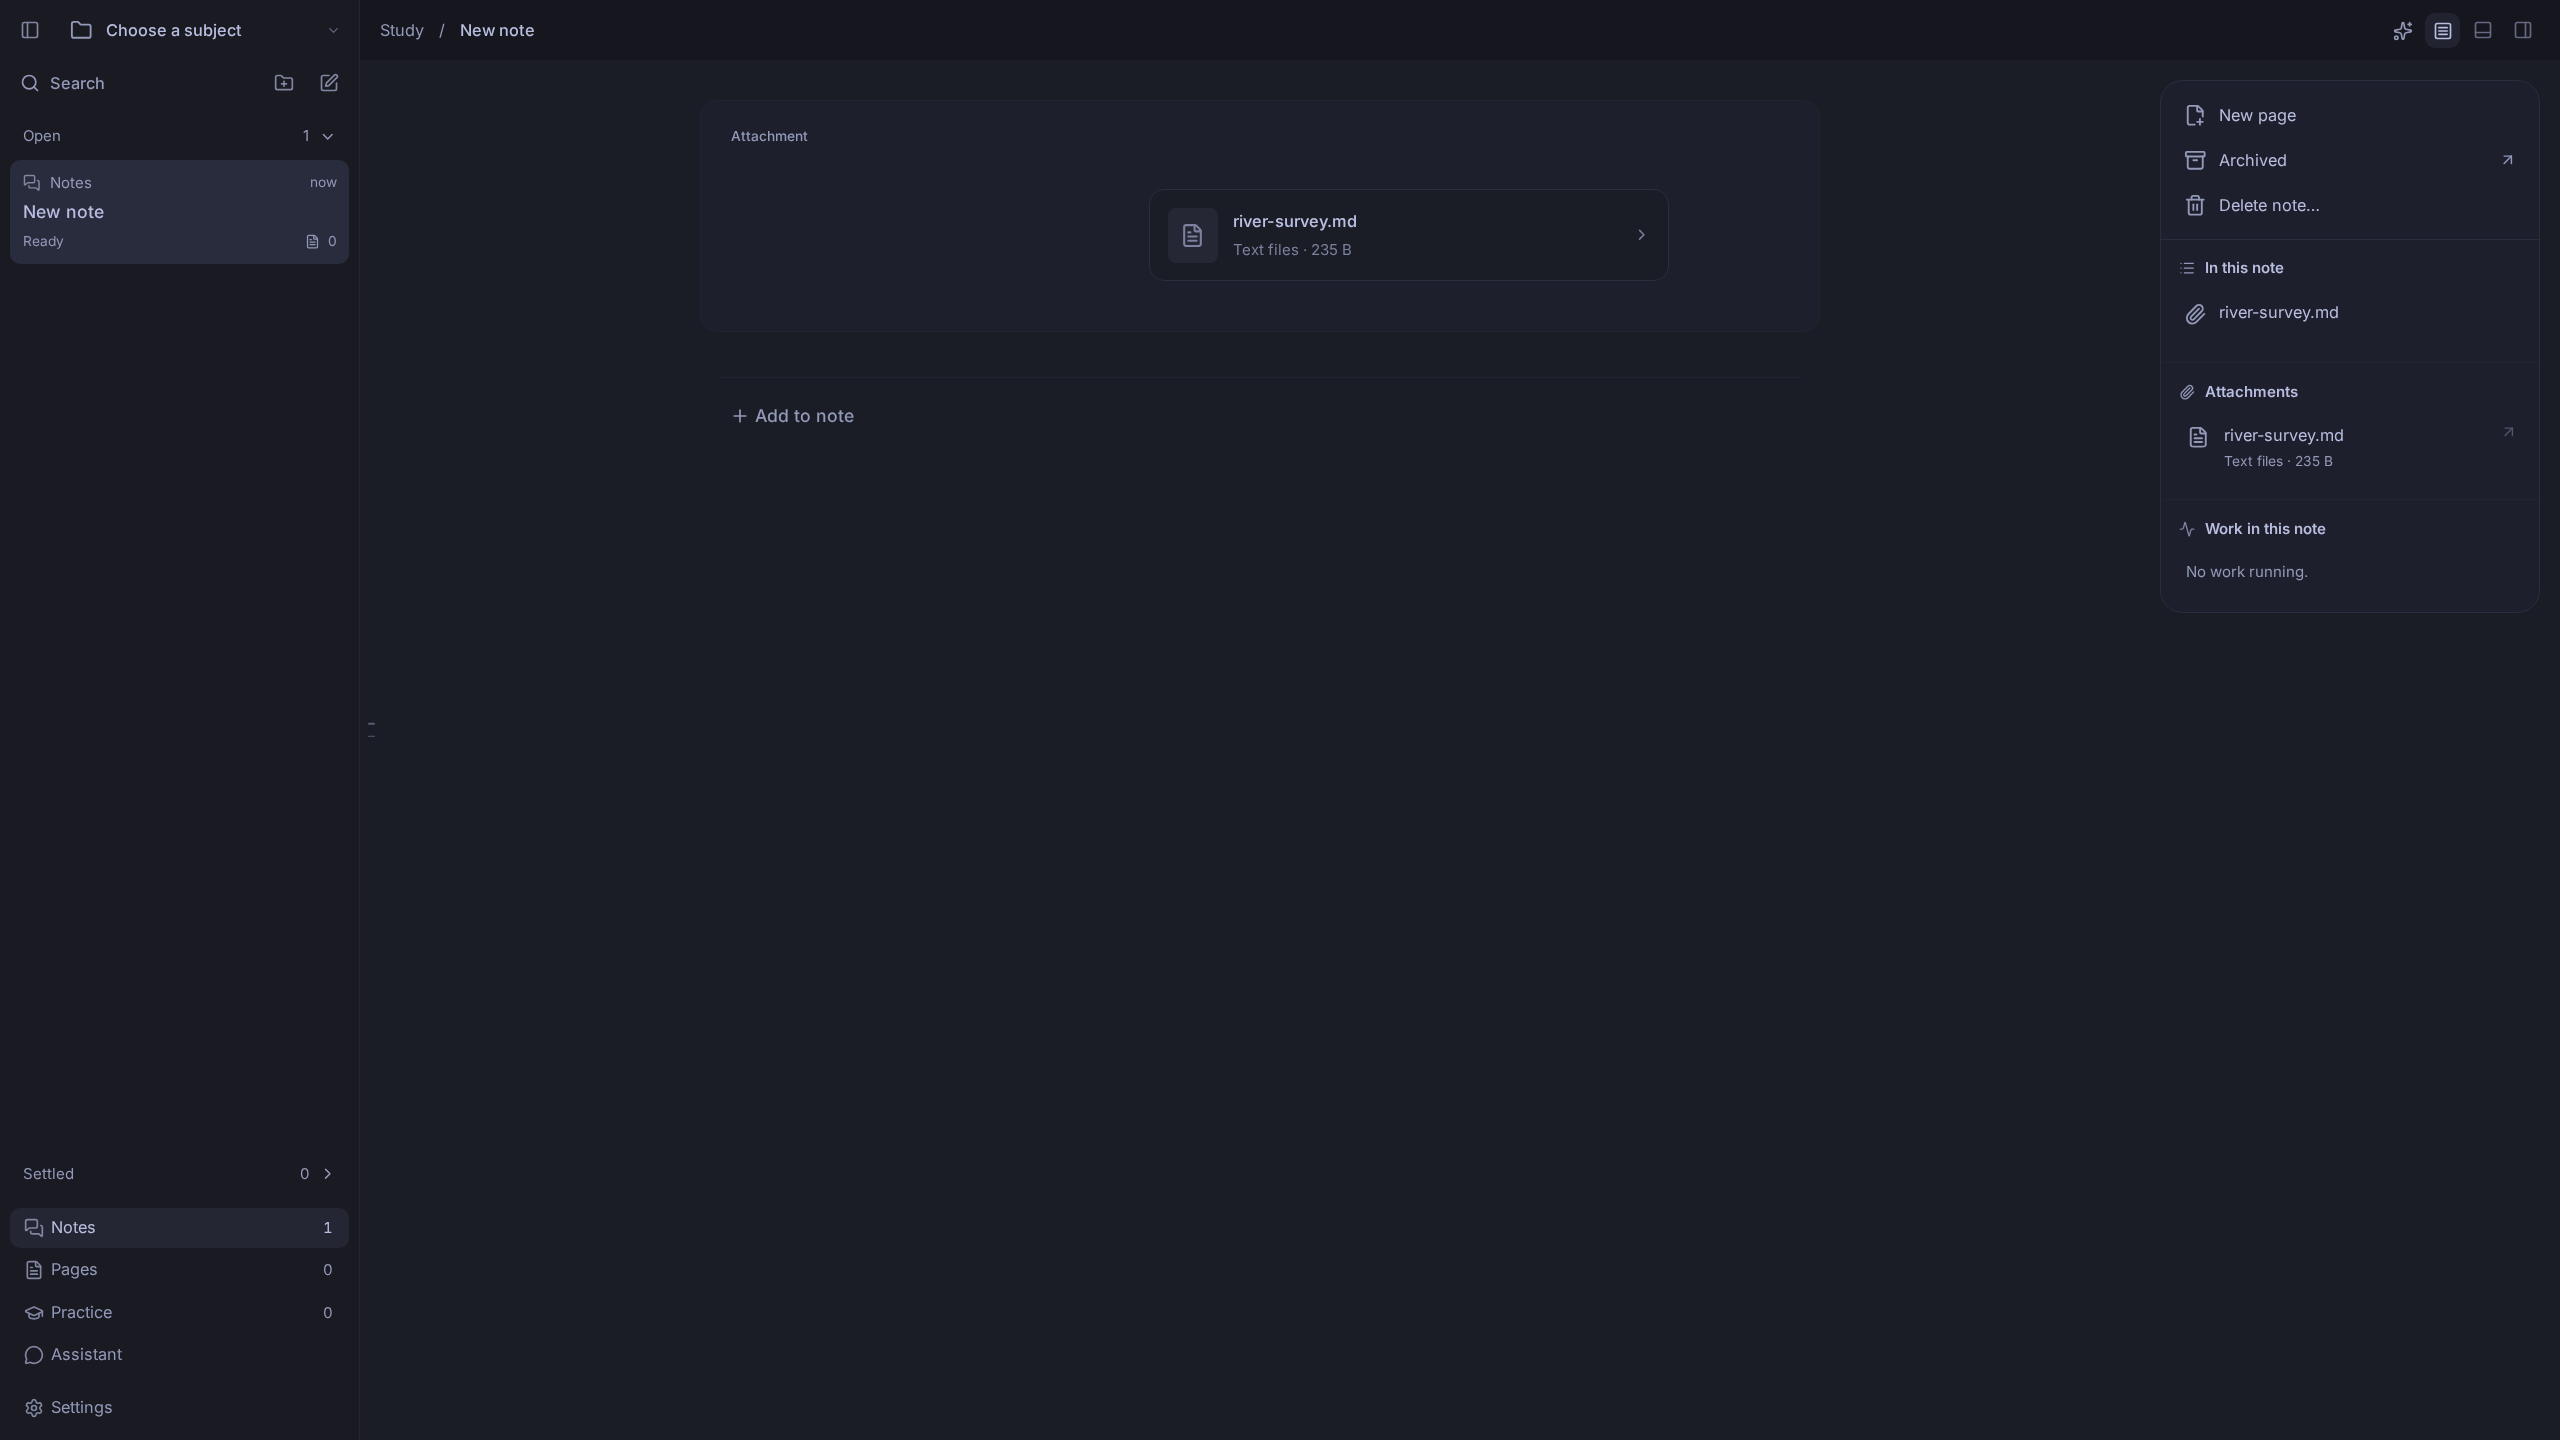 Choose a subject
Search
Open 1
Notes now
New note
Ready 0
Settled 0
Notes 1
Pages 0
Practice 0
Assistant
Settings
Study / New note
Attachment
river-survey.md
Text files · 235 B
Add to note
New page
Archived
Delete note...
In this note
river-survey.md
Attachments
river-survey.md
Text files · 235 B
Work in this note
No work running.